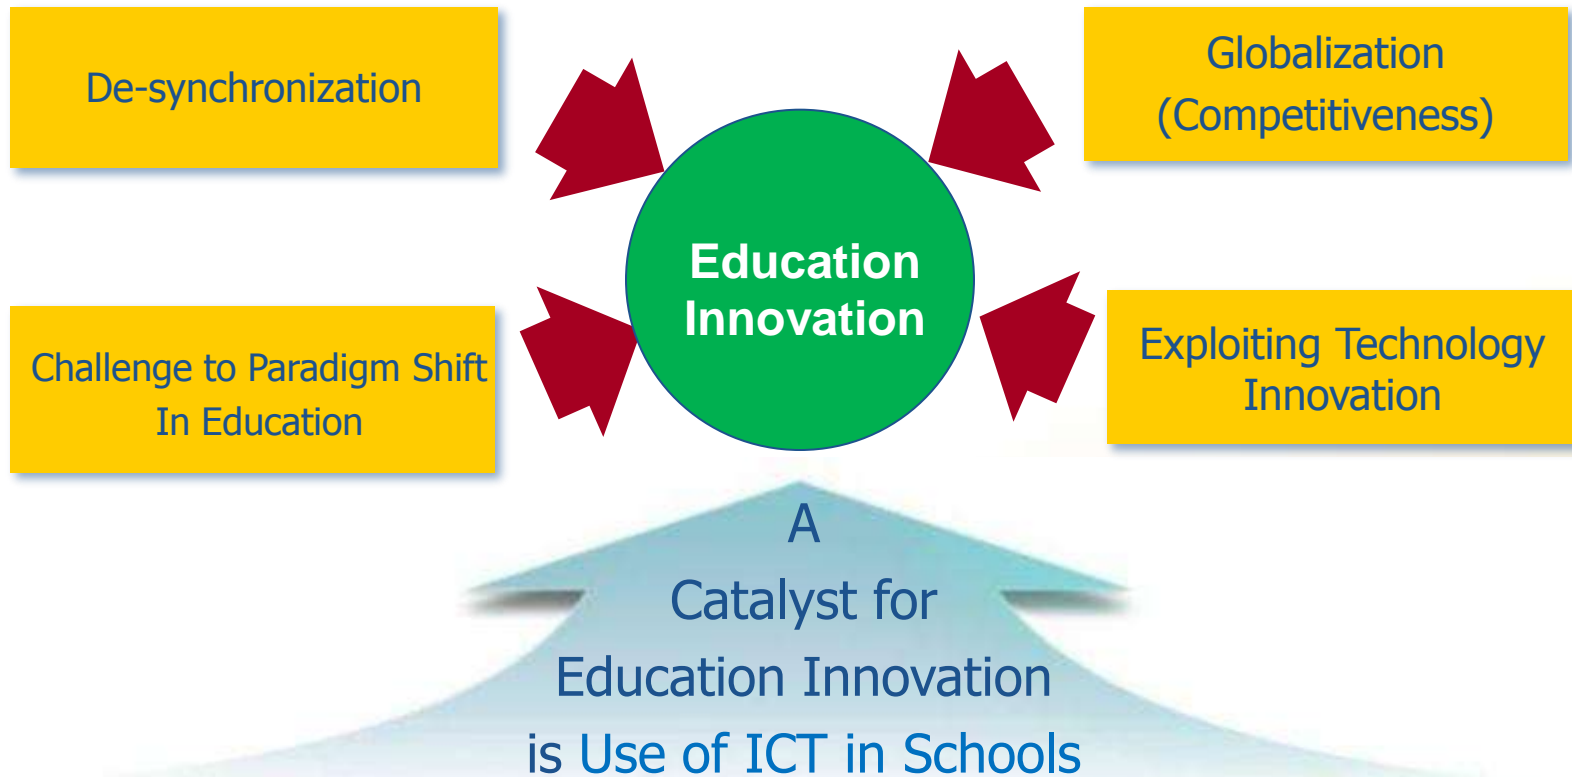 De-synchronization
Globalization
(Competitiveness)
Education
Innovation
Challenge to Paradigm Shift
In Education
Exploiting Technology
Innovation
A
Catalyst for
Education Innovation
is Use of ICT in Schools